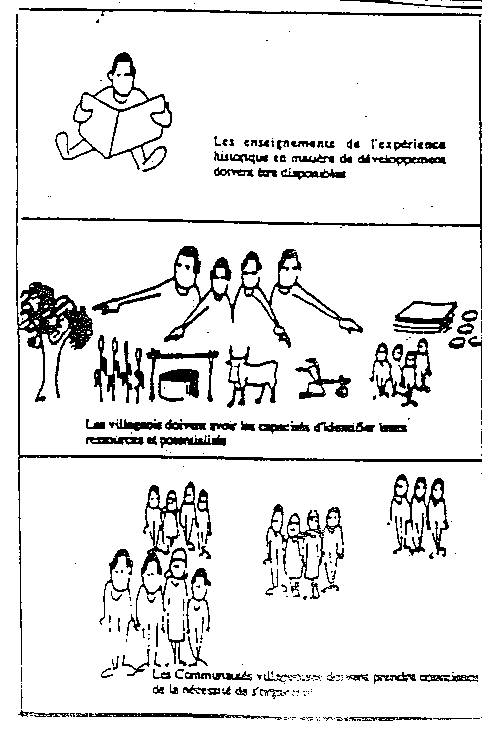 Les enseignements de l'expérience
historique en matière de développement
doivent être disponibles
Les villageois doivent avoir les capacités d'identifier leurs
ressources et potentialités
Les Communautés villageoises doivent prendre conscience
de la nécessité de s'organiser